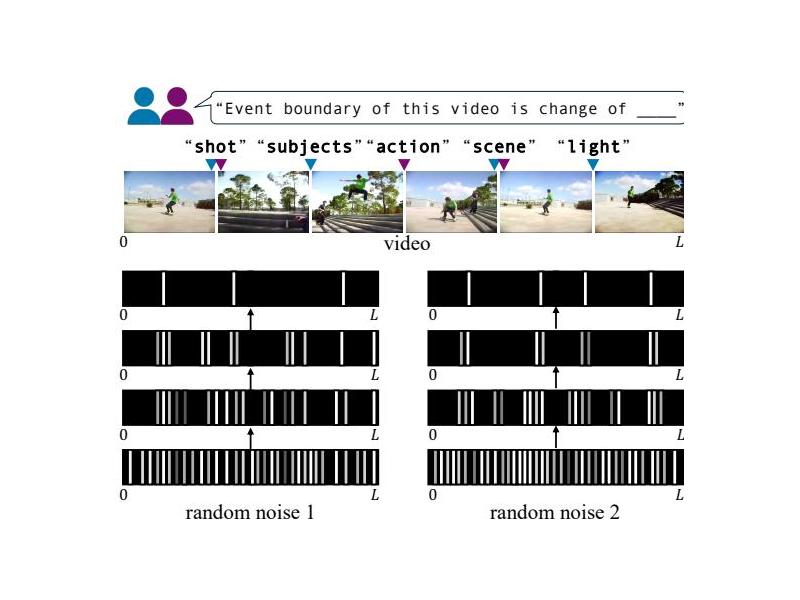 “Event boundary of this video is change of ____”
“shot” “subjects” “action” “scene” “light”
0 L
video
0 L 0 L
0 L 0 L
0 L 0 L
0 L 0 L
random noise 1 random noise 2